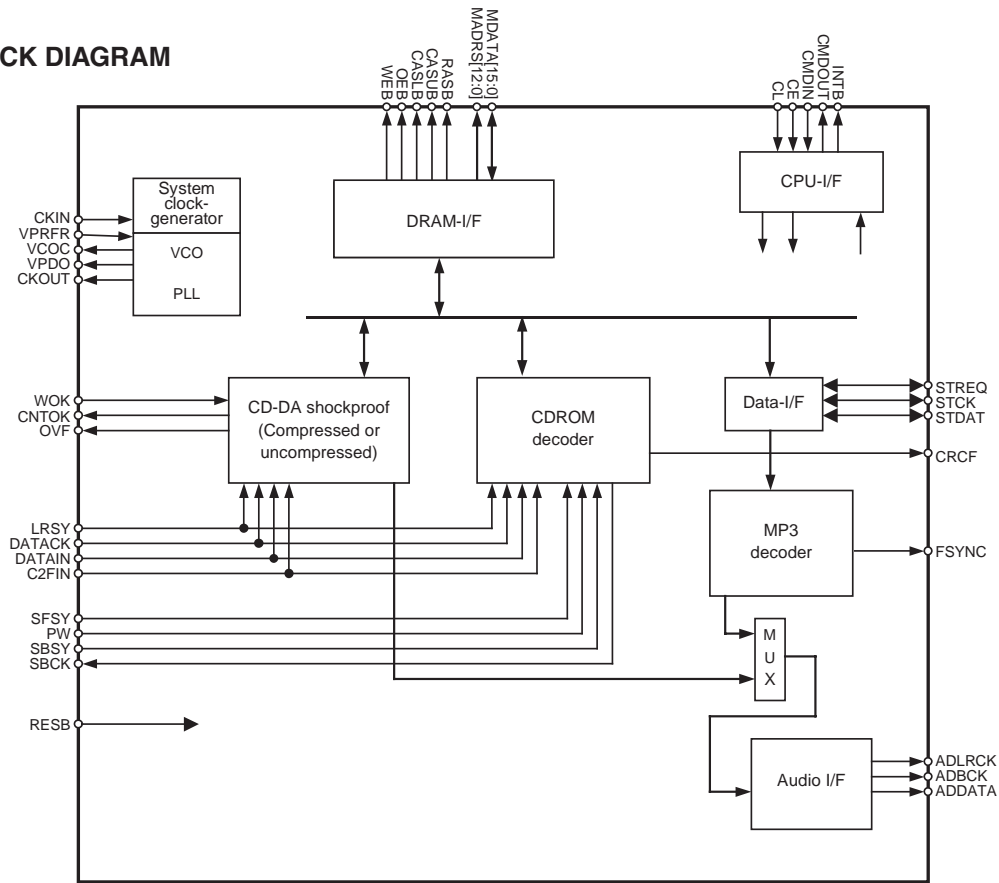 CK DIAGRAM
WEB
OEB
CASLB
CASUB
RASB
MADRS[12:0]
MDATA[15:0]
CL
CE
CMDIN
CMDOUT
INTB
System
clock-
generator
VCO
PLL
CKIN
VPRFR
VCOC
VPDO
CKOUT
DRAM-I/F
CPU-I/F
WOK
CNTOK
OVF
CD-DA shockproof
(Compressed or
uncompressed)
CDROM
decoder
Data-I/F
STREQ
STCK
STDAT
CRCF
LRSY
DATACK
DATAIN
C2FIN
MP3
decoder
FSYNC
SFSY
PW
SBSY
SBCK
M
U
X
RESB
Audio I/F
ADLRCK
ADBCK
ADDATA